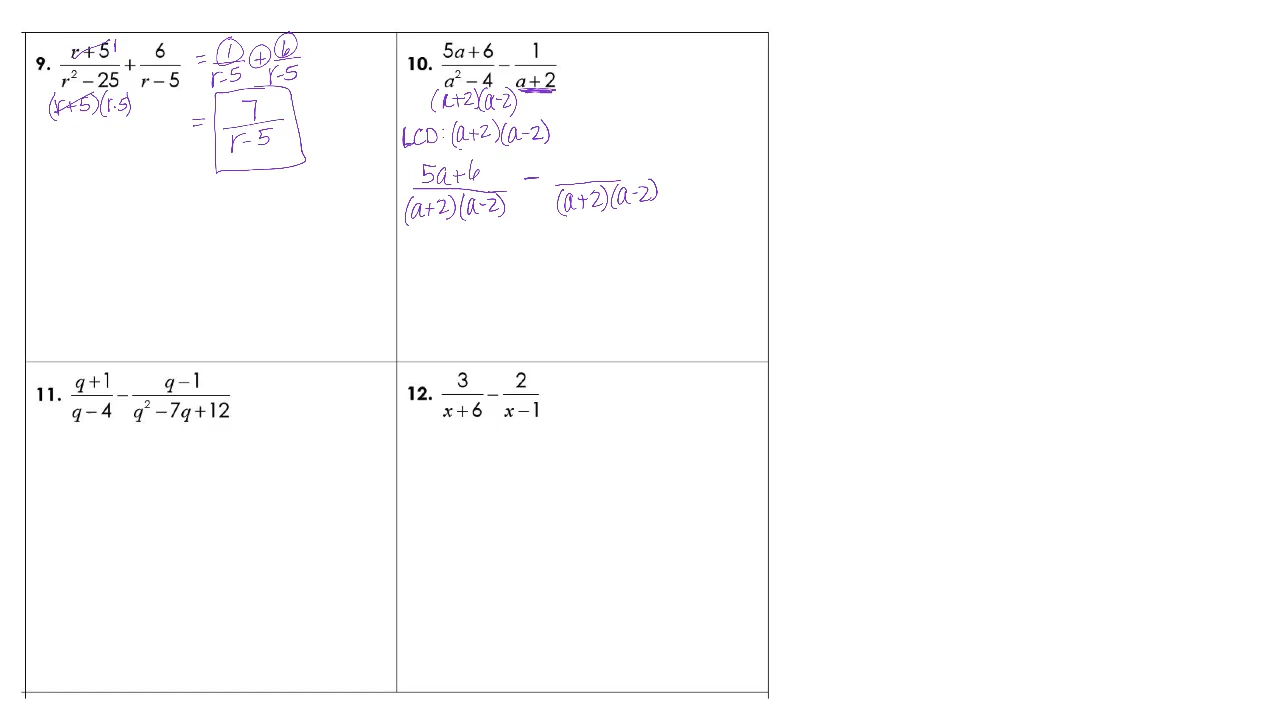 9. r+5 1 / r² − 25 + 6 / r − 5 = 1 / r-5 + 6 / r-5
(r+5)(r-5)
= 7 / r-5
10. 5a+6 / a² − 4 − 1 / a+2
(a+2)(a-2)
LCD: (a+2)(a-2)
5a+6 / (a+2)(a-2) − / (a+2)(a-2)
11. q+1 / q−4 − q−1 / q² −7q+12
12. 3 / x+6 − 2 / x−1